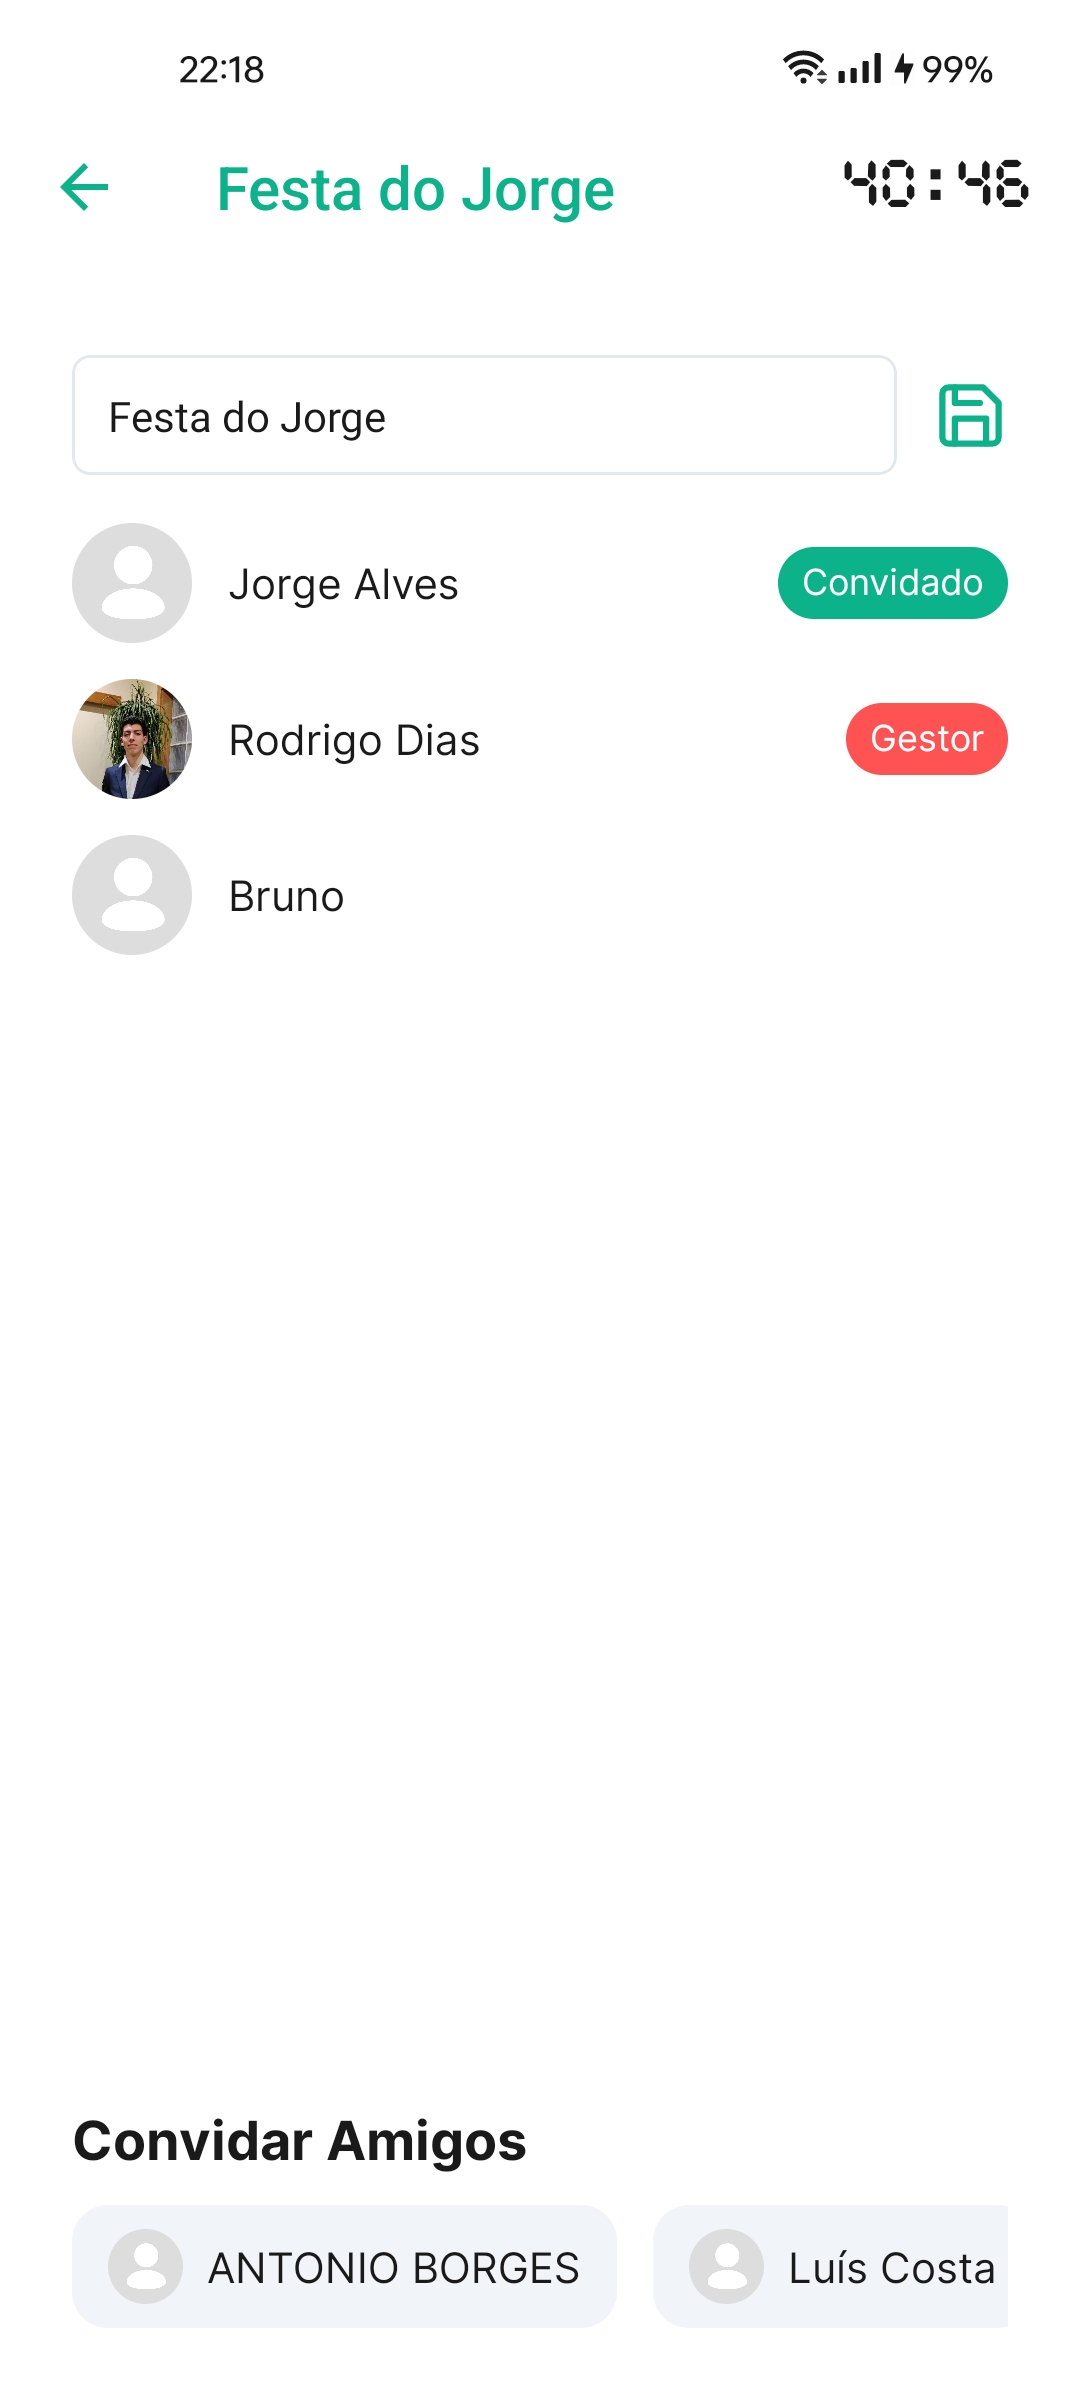 22:18 99%
Festa do Jorge 40:46
Festa do Jorge
Jorge Alves Convidado
Rodrigo Dias Gestor
Bruno
Convidar Amigos
ANTONIO BORGES Luís Costa